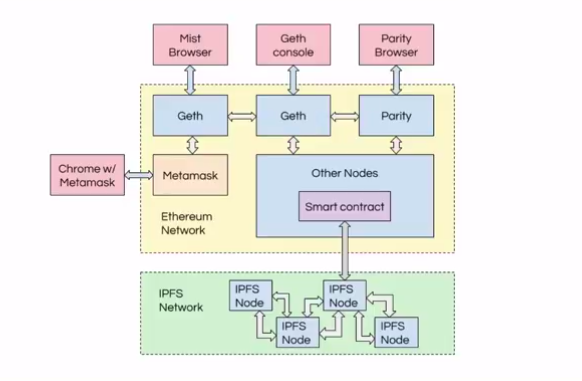 Mist
Browser
Geth
console
Parity
Browser
Geth
Geth
Parity
Chrome w/
Metamask
Metamask
Other Nodes
Smart contract
Ethereum
Network
IPFS
Network
IPFS
Node
IPFS
Node
IPFS
Node
IPFS
Node